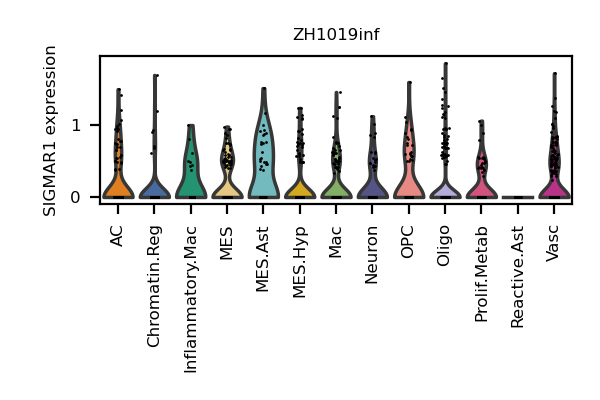 ZH1019inf
SIGMAR1 expression
1
0
AC
Chromatin.Reg
Inflammatory.Mac
MES
MES.Ast
MES.Hyp
Mac
Neuron
OPC
Oligo
Prolif.Metab
Reactive.Ast
Vasc